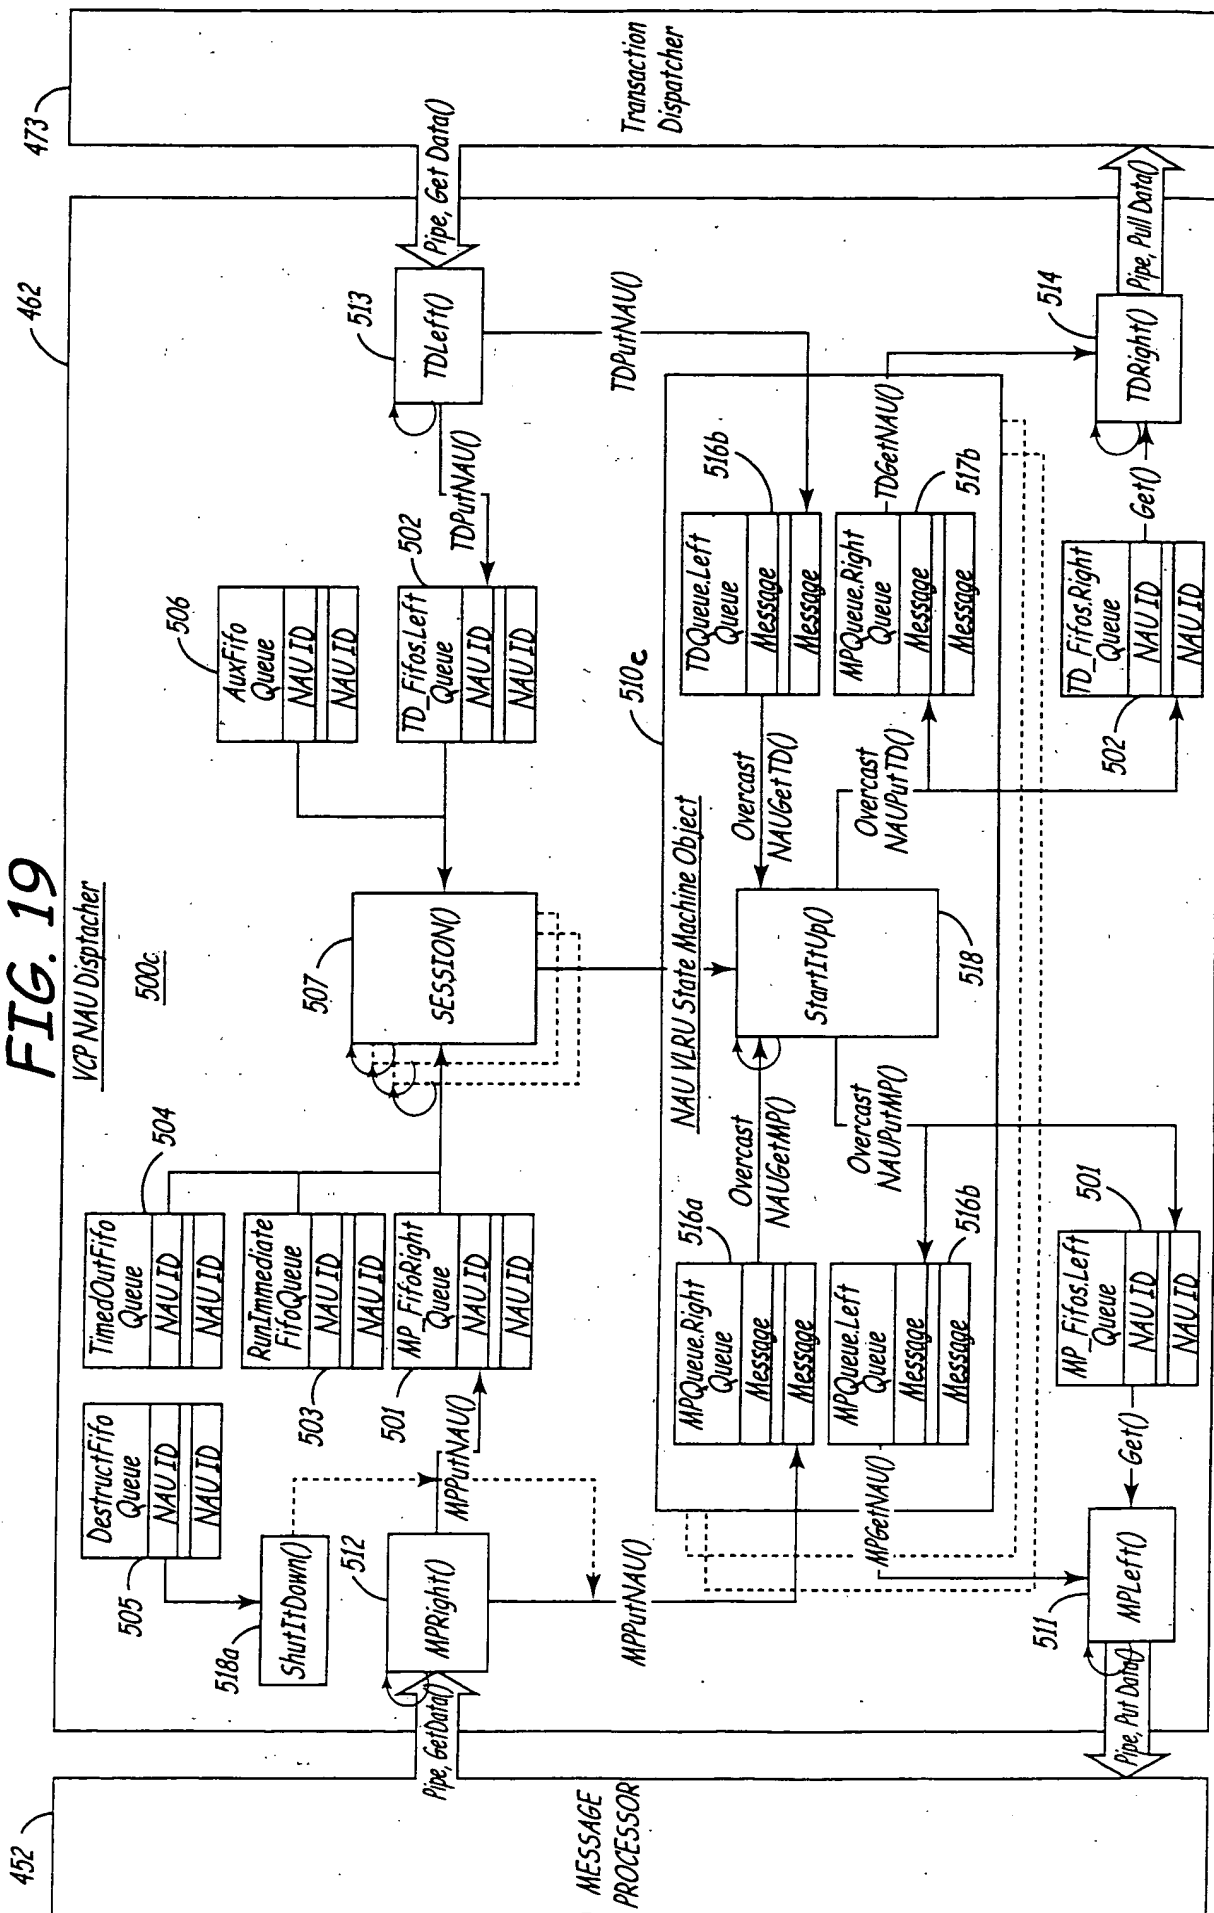 FIG. 19
452
MESSAGE
PROCESSOR
462
VCP NAU Disptacher
500c
473
Transaction
Dispatcher
505
DestructFifo
Queue
NAU ID
NAU ID
504
TimedOutFifo
Queue
NAU ID
NAU ID
518a
ShutItDown()
503
RunImmediate
FifoQueue
NAU ID
NAU ID
501
MP_FifoRight
Queue
NAU ID
NAU ID
Pipe, GetData()
512
MPRight()
MPPutNAU()
MPPutNAU()
507
SESSION()
506
AuxFifo
Queue
NAU ID
NAU ID
502
TD_Fifos.Left
Queue
NAU ID
NAU ID
TDPutNAU()
513
TDLeft()
Pipe, Get Data()
TDPutNAU()
510c
NAU VLRU State Machine Object
516a
MPQueue.Right
Queue
Message
Message
Overcast
NAUGetMP()
StartItUp()
518
Overcast
NAUGetTD()
TDQueue.Left
Queue
Message
Message
516b
MPQueue.Left
Queue
Message
Message
516b
Overcast
NAUPutMP()
Overcast
NAUPutTD()
MPQueue.Right
Queue
Message
Message
517b
MPGetNAU()
TDGetNAU()
511
MPLeft()
Pipe, Put Data()
Get()
MP_Fifos.Left
Queue
NAU ID
NAU ID
501
502
TD_Fifos.Right
Queue
NAU ID
NAU ID
Get()
TDRight()
514
Pipe, Pull Data()